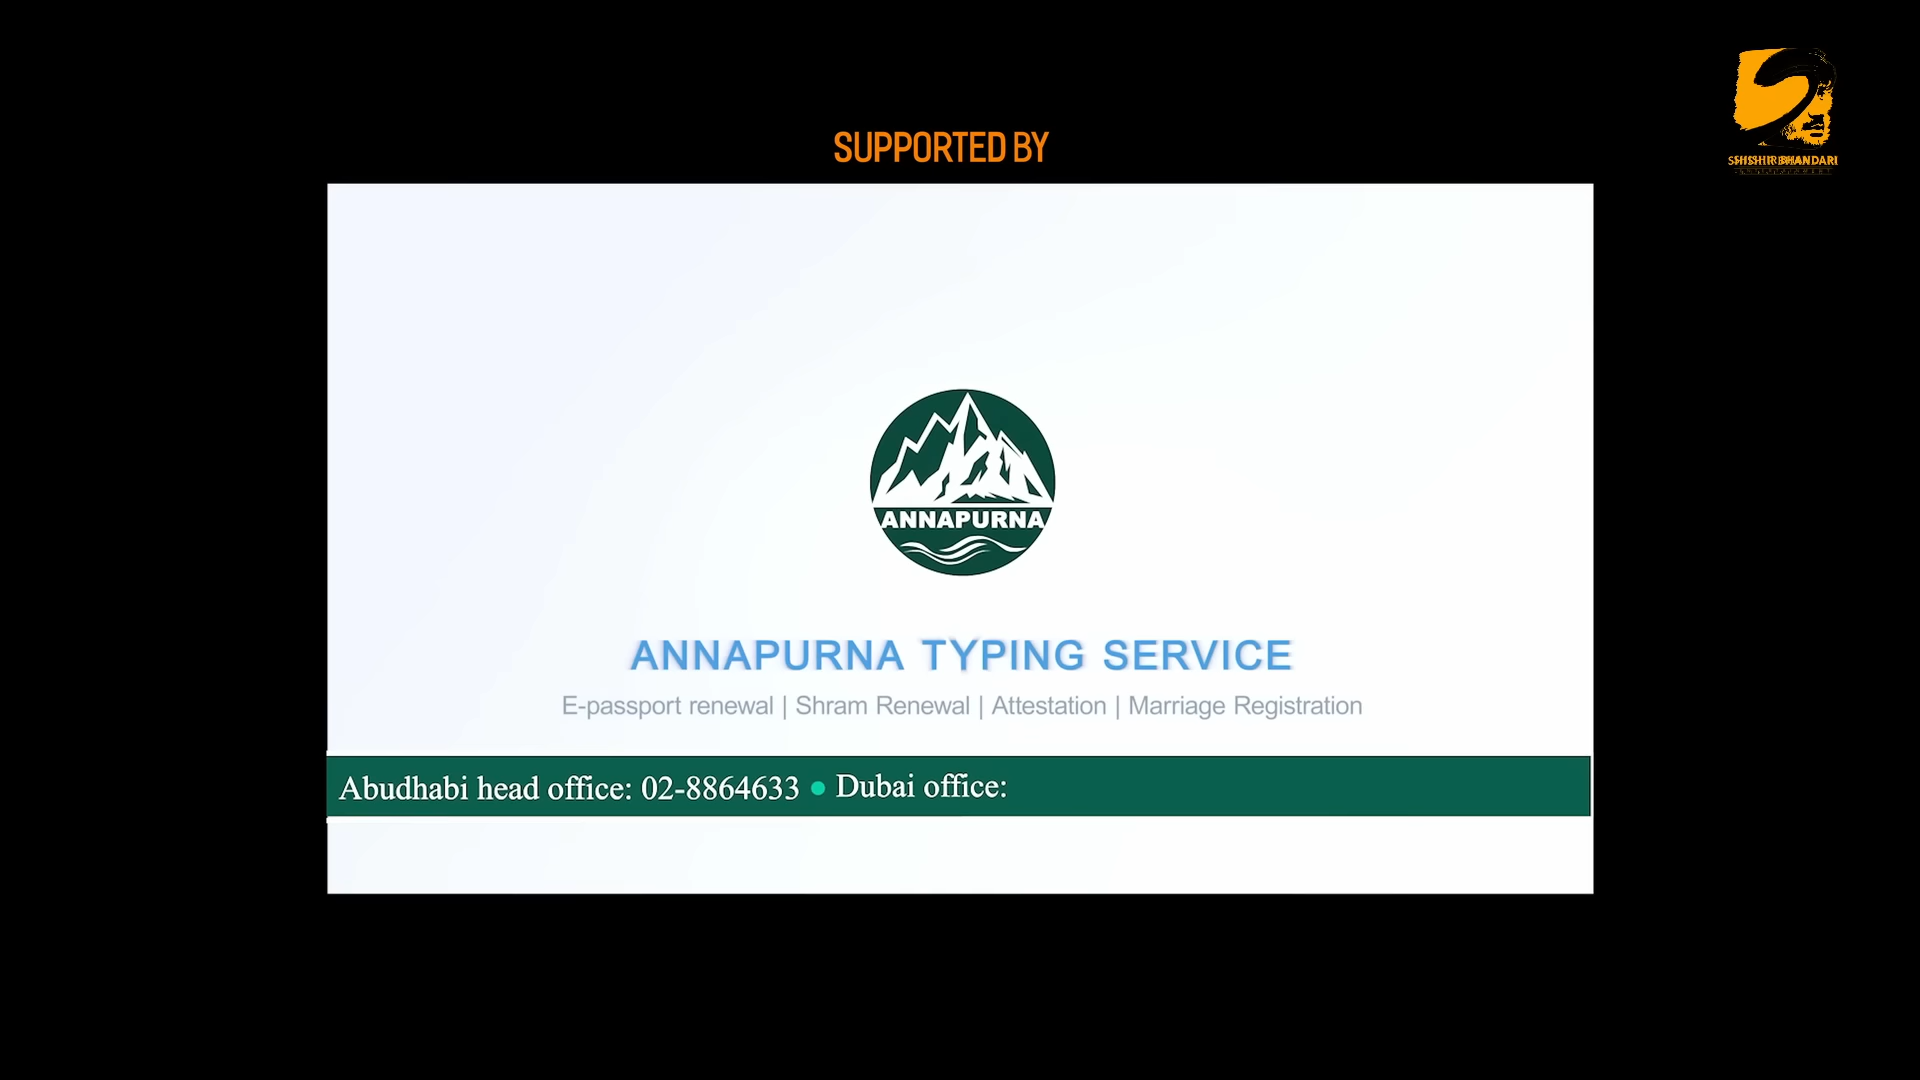 SUPPORTED BY
SHISHIR BHANDARI
ANNAPURNA
ANNAPURNA TYPING SERVICE
E-passport renewal | Shram Renewal | Attestation | Marriage Registration
Abudhabi head office: 02-8864633 • Dubai office: